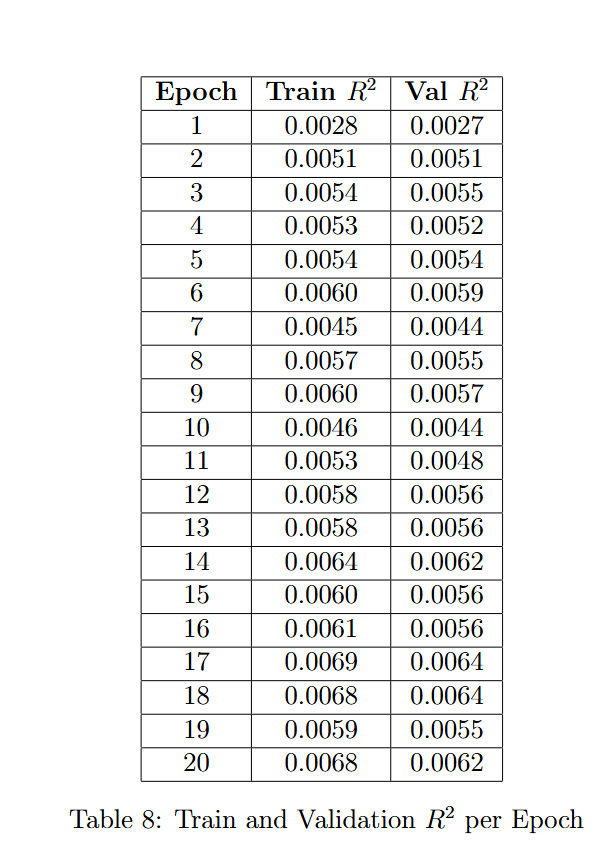 Epoch Train R² Val R²
1 0.0028 0.0027
2 0.0051 0.0051
3 0.0054 0.0055
4 0.0053 0.0052
5 0.0054 0.0054
6 0.0060 0.0059
7 0.0045 0.0044
8 0.0057 0.0055
9 0.0060 0.0057
10 0.0046 0.0044
11 0.0053 0.0048
12 0.0058 0.0056
13 0.0058 0.0056
14 0.0064 0.0062
15 0.0060 0.0056
16 0.0061 0.0056
17 0.0069 0.0064
18 0.0068 0.0064
19 0.0059 0.0055
20 0.0068 0.0062
Table 8: Train and Validation R² per Epoch